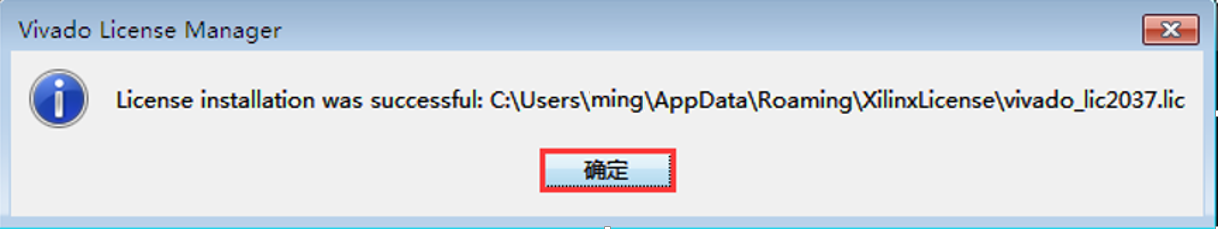 Vivado License Manager
License installation was successful: C:\Users\ming\AppData\Roaming\XilinxLicense\vivado_lic2037.lic
确定